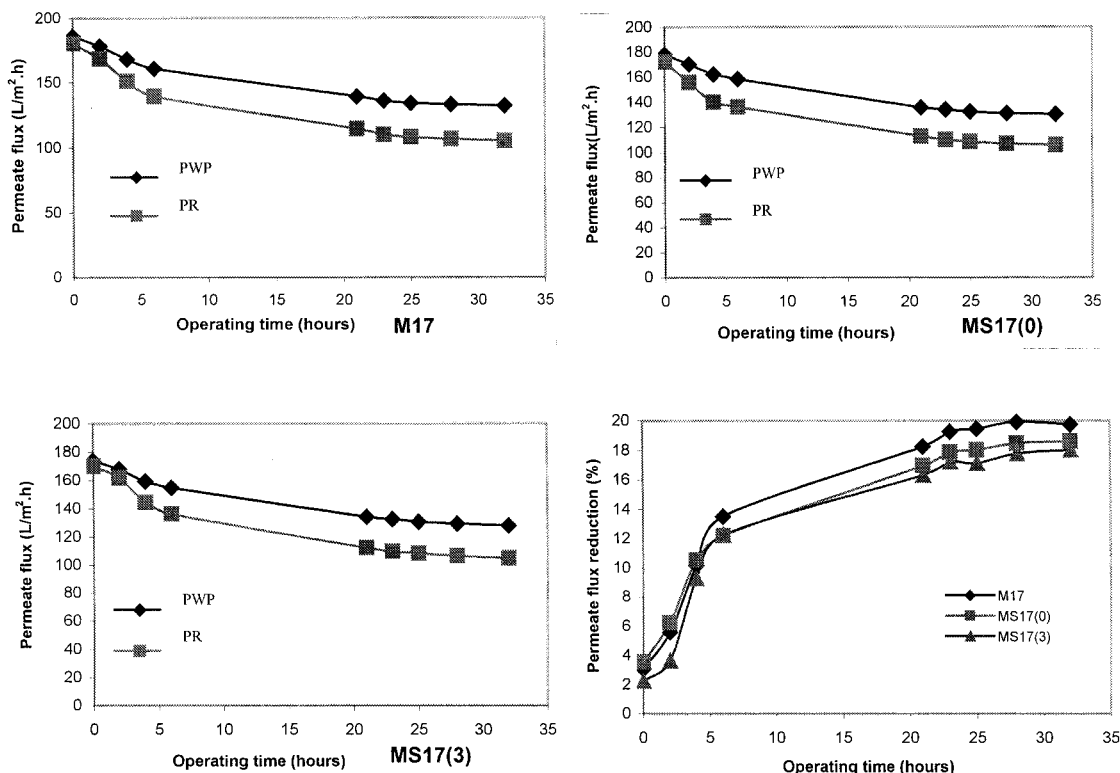 200
150
100
50
0
Permeate flux (L/m².h)
PWP
PR
0 5 10 15 20 25 30 35
Operating time (hours) M17
200
180
160
140
120
100
80
60
40
20
0
Permeate flux(L/m².h)
PWP
PR
0 5 10 15 20 25 30 35
Operating time (hours) MS17(0)
200
180
160
140
120
100
80
60
40
20
0
Permeate flux (L/m².h)
PWP
PR
0 5 10 15 20 25 30 35
Operating time (hours) MS17(3)
20
18
16
14
12
10
8
6
4
2
0
Permeate flux reduction (%)
M17
MS17(0)
MS17(3)
0 5 10 15 20 25 30 35
Operating time (hours)